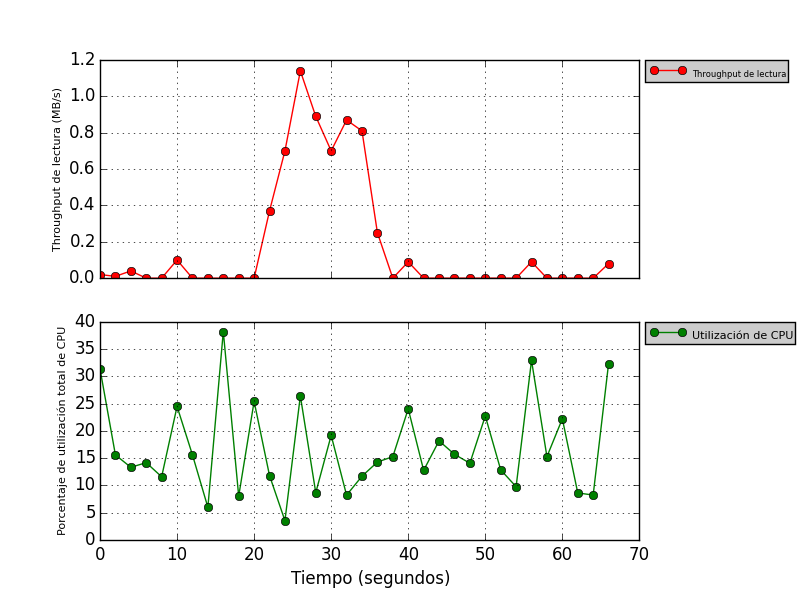 1.2
1.0
0.8
0.6
0.4
0.2
0.0
Throughput de lectura (MB/s)
Throughput de lectura
40
35
30
25
20
15
10
5
0
Porcentaje de utilización total de CPU
Utilización de CPU
0 10 20 30 40 50 60 70
Tiempo (segundos)